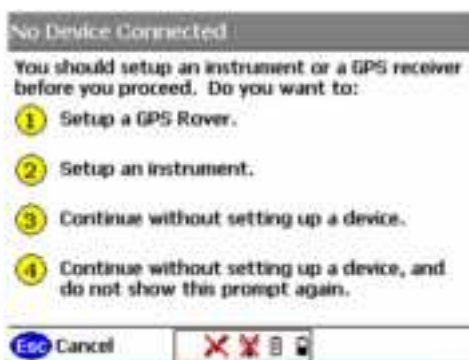 No Device Connected
You should setup an instrument or a GPS receiver
before you proceed. Do you want to:
1 Setup a GPS Rover.
2 Setup an instrument.
3 Continue without setting up a device.
4 Continue without setting up a device, and
do not show this prompt again.
Esc Cancel